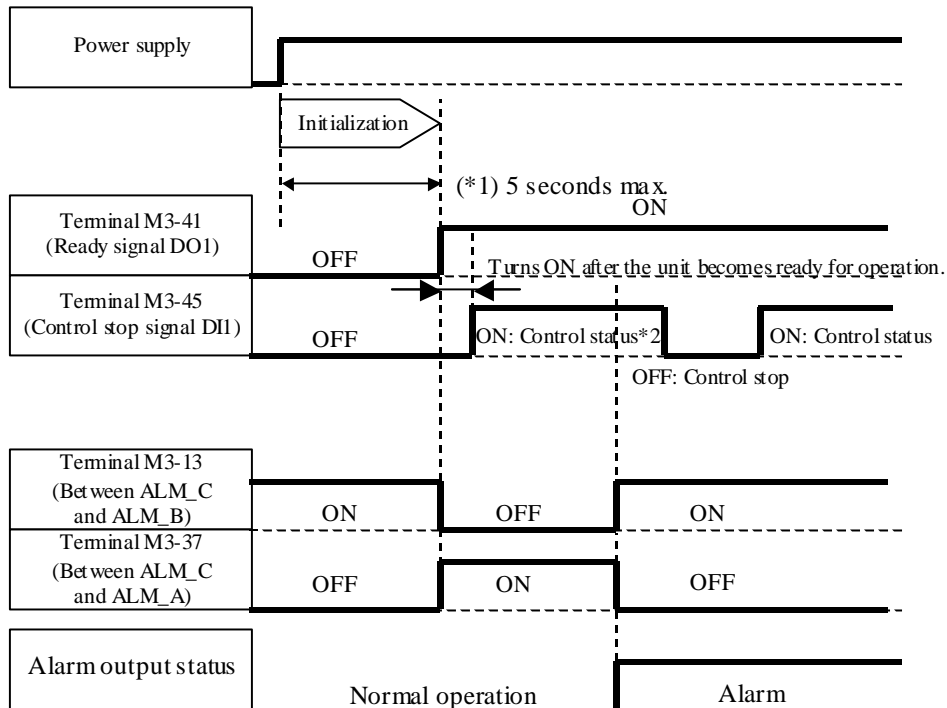 Power supply
Initialization
(*1) 5 seconds max.
Terminal M3-41
(Ready signal DO1)
OFF
ON
Turns ON after the unit becomes ready for operation.
Terminal M3-45
(Control stop signal DI1)
OFF
ON: Control status*2
ON: Control status
OFF: Control stop
Terminal M3-13
(Between ALM_C
and ALM_B)
ON
OFF
ON
Terminal M3-37
(Between ALM_C
and ALM_A)
OFF
ON
OFF
Alarm output status
Normal operation
Alarm